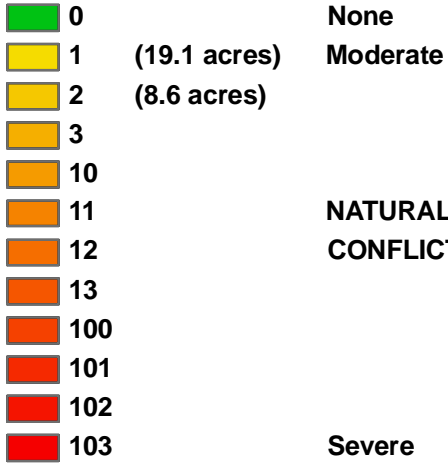 0 None
1 (19.1 acres) Moderate
2 (8.6 acres)
3
10
11 NATURAL
12
13
100
101
102
103 Severe